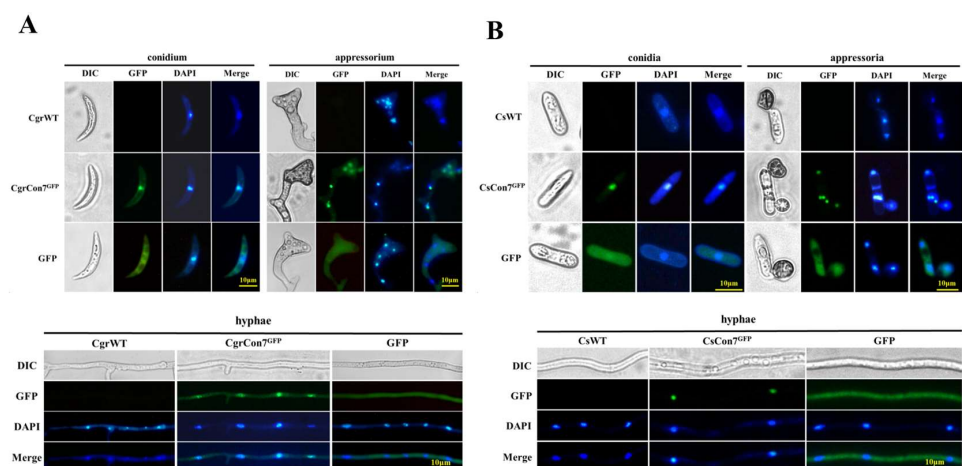 A
conidium appressorium
DIC GFP DAPI Merge DIC GFP DAPI Merge
CgrWT
CgrCon7GFP
GFP
10μm 10μm
hyphae
CgrWT CgrCon7GFP GFP
DIC
GFP
DAPI
Merge
10μm
B
conidia appressoria
DIC GFP DAPI Merge DIC GFP DAPI Merge
CsWT
CsCon7GFP
GFP
10μm 10μm
hyphae
CsWT CsCon7GFP GFP
DIC
GFP
DAPI
Merge
10μm